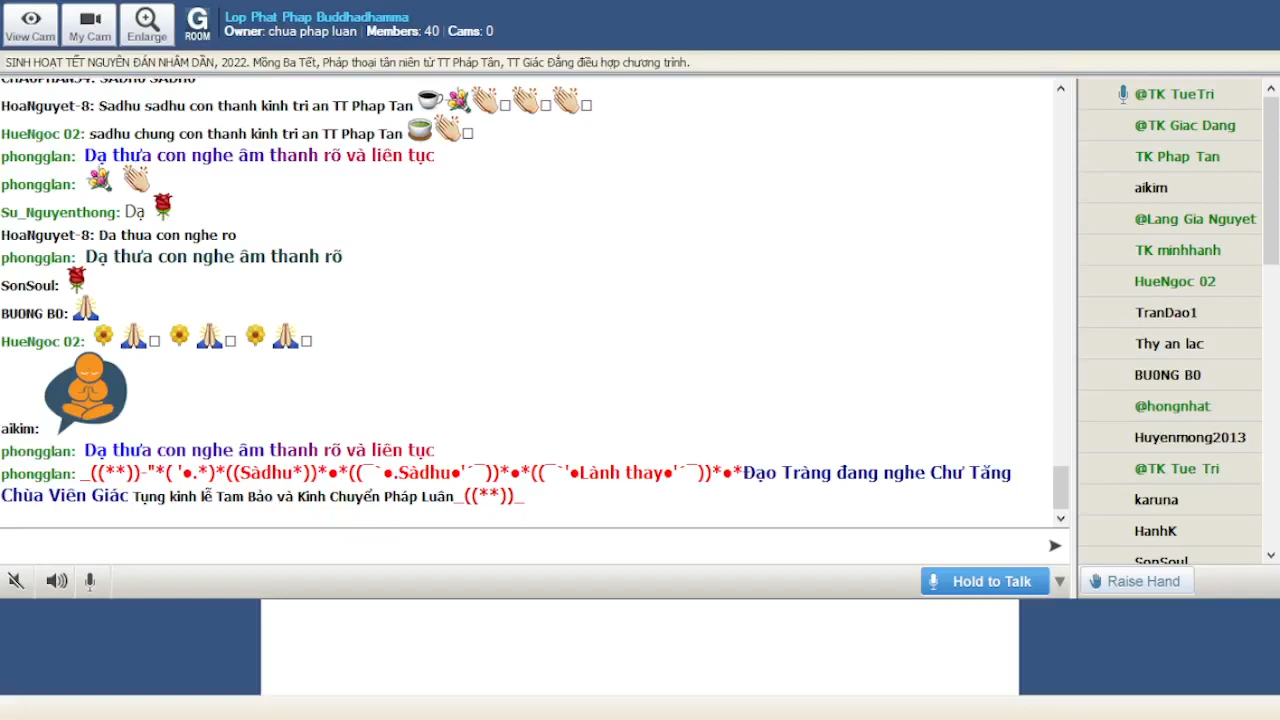 View Cam
My Cam
Enlarge
G
ROOM
Lop Phat Phap Buddhadhamma
Owner: chua phap luan | Members: 40 | Cams: 0
SINH HOẠT TẾT NGUYÊN ĐÁN NHÂM DẦN, 2022. Mồng Ba Tết, Pháp thoại tân niên từ TT Pháp Tân, TT Giác Đẳng điều hợp chương trình.
HoaNguyet-8: Sadhu sadhu con thanh kinh tri an TT Phap Tan
HueNgoc 02: sadhu chung con thanh kinh tri an TT Phap Tan
phongglan: Dạ thưa con nghe âm thanh rõ và liên tục
phongglan:
Su_Nguyenthong: Dạ
HoaNguyet-8: Da thua con nghe ro
phongglan: Dạ thưa con nghe âm thanh rõ
SonSoul:
BU0NG B0:
HueNgoc 02:
aikim:
phongglan: Dạ thưa con nghe âm thanh rõ và liên tục
phongglan: _((**))-"*( '●.*)*((Sàdhu*))*●*((¯`●.Sàdhu●'´¯))*●*((¯`'●Lành thay●'´¯))*●*Đạo Tràng đang nghe Chư Tăng
Chùa Viên Giác Tụng kinh lễ Tam Bảo và Kinh Chuyển Pháp Luân_((**))_
Hold to Talk
@TK TueTri
@TK Giac Dang
TK Phap Tan
aikim
@Lang Gia Nguyet
TK minhhanh
HueNgoc 02
TranDao1
Thy an lac
BU0NG B0
@hongnhat
Huyenmong2013
@TK Tue Tri
karuna
HanhK
SonSoul
Raise Hand